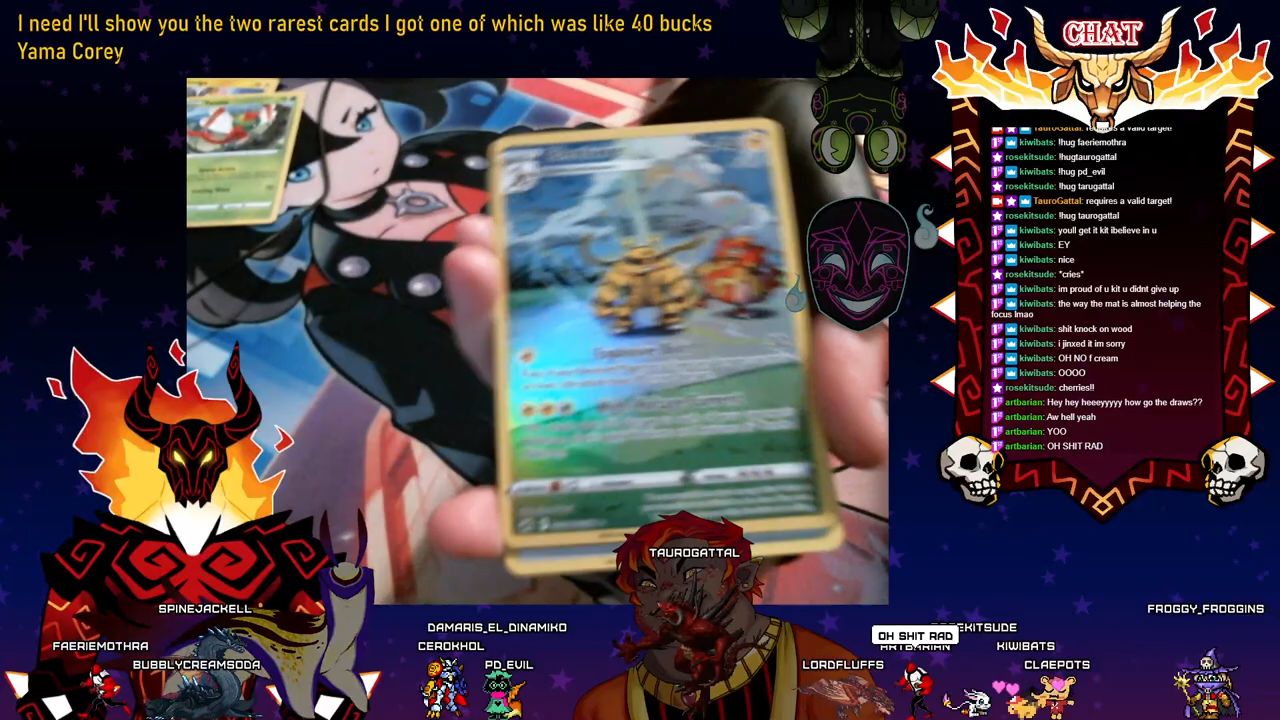 I need I'll show you the two rarest cards I got one of which was like 40 bucks
Yama Corey
CHAT
TauroGattal: requires a valid target!
kiwibats: !hug faeriemothra
rosekitsude: !hugtaurogattal
kiwibats: !hug pd_evil
rosekitsude: !hug tarugattal
TauroGattal: requires a valid target!
rosekitsude: !hug taurogattal
kiwibats: youll get it kit ibelieve in u
kiwibats: EY
kiwibats: nice
rosekitsude: *cries*
kiwibats: im proud of u kit u didnt give up
kiwibats: the way the mat is almost helping the
focus lmao
kiwibats: shit knock on wood
kiwibats: i jinxed it im sorry
kiwibats: OH NO f cream
kiwibats: OOOO
rosekitsude: cherries!!
artbarian: Hey hey heeeyyyyy how go the draws??
artbarian: Aw hell yeah
artbarian: YOO
artbarian: OH SHIT RAD
TAUROGATTAL
SPINEJACKELL
FROGGY_FROGGINS
DAMARIS_EL_DINAMIKO
OH SHIT RAD
ROSEKITSUDE
FAERIEMOTHRA
CEROKHOL
ARTBARIAN
KIWIBATS
BUBBLYCREAMSODA
PD_EVIL
LORDFLUFFS
CLAEPOTS